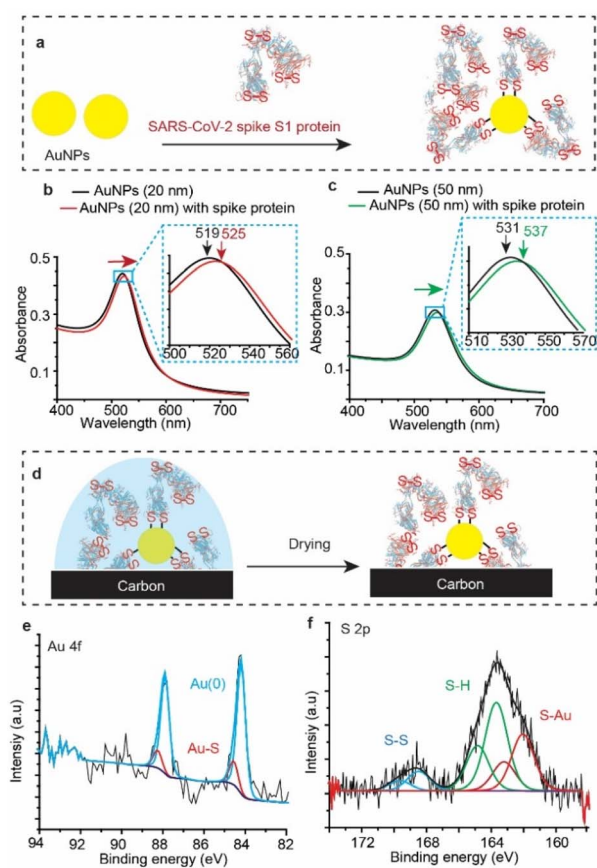 a
S-S
S-S
S-S
SARS-CoV-2 spike S1 protein
AuNPs
b
AuNPs (20 nm)
AuNPs (20 nm) with spike protein
519
525
500 520 540 560
Absorbance
0.5
0.3
0.1
400 500 600 700
Wavelength (nm)
c
AuNPs (50 nm)
AuNPs (50 nm) with spike protein
531
537
510 530 550 570
Absorbance
0.5
0.3
0.1
400 500 600 700
Wavelength (nm)
d
Drying
Carbon
Carbon
e
Au 4f
Au(0)
Au-S
Intensiy (a.u)
94 92 90 88 86 84 82
Binding energy (eV)
f
S 2p
S-H
S-Au
S-S
Intensiy (a.u)
172 168 164 160
Binding energy (eV)